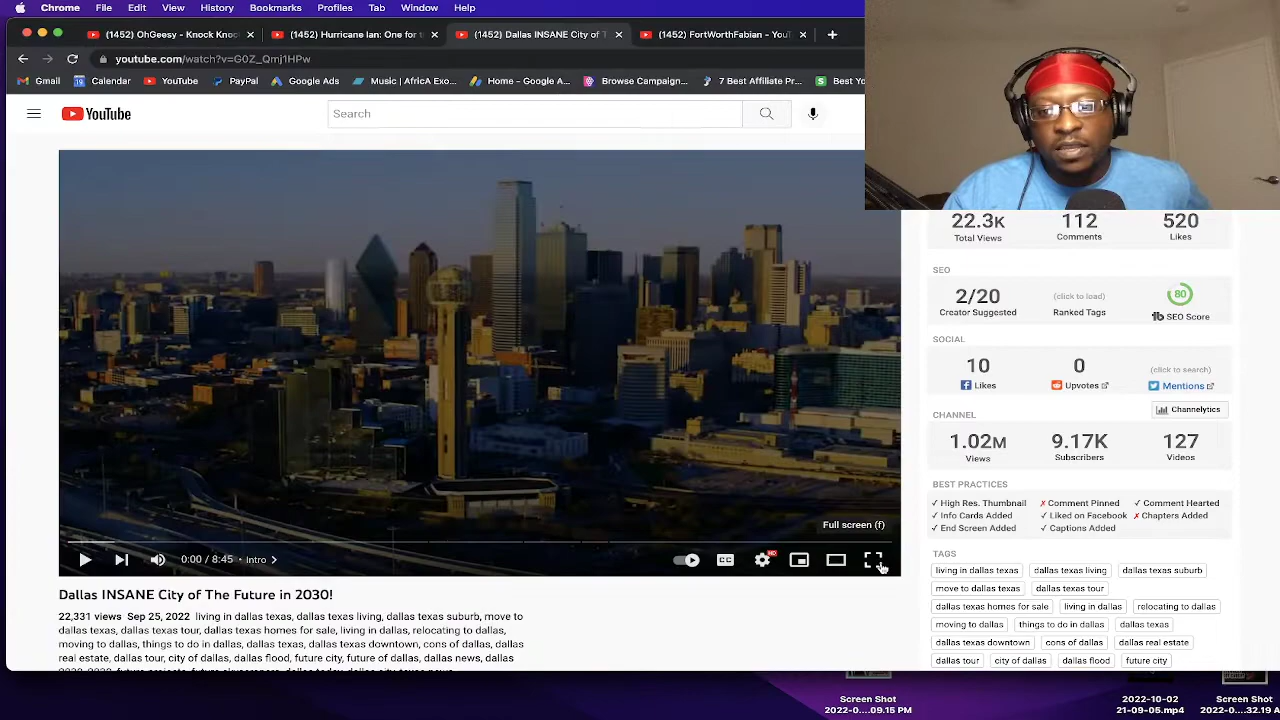 Chrome File Edit View History Bookmarks Profiles Tab Window Help
(1452) OhGeesy - Knock Knock
(1452) Hurricane Ian: One for t
(1452) Dallas INSANE City of T
(1452) FortWorthFabian - YouT
youtube.com/watch?v=G0Z_Qmj1HPw
Gmail YouTube PayPal Google Ads Music / Africa Exo... Home - Google A... Browse Campaign... 7 Best Affiliate Pr... Best You
YouTube
Search
22.3K 112 520
Total Views Comments Likes
SEO
2/20 (click to load) 80
Creator Suggested Ranked Tags tb SEO Score
SOCIAL
10 0 (click to search)
Likes Upvotes Mentions
Channelytics
CHANNEL
1.02M 9.17K 127
Views Subscribers Videos
BEST PRACTICES
✓ High Res. Thumbnail ✗ Comment Pinned ✓ Comment Hearted
✓ Info Cards Added ✓ Liked on Facebook ✗ Chapters Added
✓ End Screen Added ✓ Captions Added
Full screen (f)
0:00 / 8:45 • Intro CC HD
TAGS
living in dallas texas dallas texas living dallas texas suburb
move to dallas texas dallas texas tour
dallas texas homes for sale living in dallas relocating to dallas
moving to dallas things to do in dallas dallas texas
dallas texas downtown cons of dallas dallas real estate
dallas tour city of dallas dallas flood future city
Dallas INSANE City of The Future in 2030!
22,331 views Sep 25, 2022 living in dallas texas, dallas texas living, dallas texas suburb, move to
dallas texas, dallas texas tour, dallas texas homes for sale, living in dallas, relocating to dallas,
moving to dallas, things to do in dallas, dallas texas, dallas texas downtown, cons of dallas, dallas
real estate, dallas tour, city of dallas, dallas flood, future city, future of dallas, dallas news, dallas
Screen Shot
2022-0....09.15 PM
2022-10-02
21-09-05.mp4
Screen Shot
2022-0...32.19 A